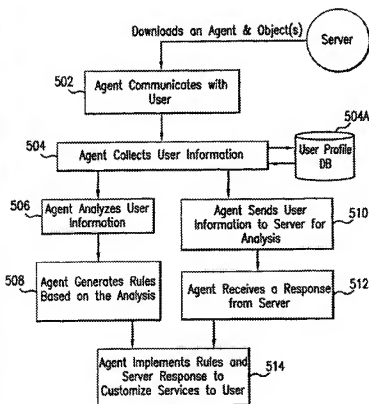 Downloads an Agent & Object(s)
Server
502
Agent Communicates with
User
504A
504
Agent Collects User Information
User Profile
DB
506
Agent Analyzes User
Information
Agent Sends User
Information to Server for
Analysis
510
508
Agent Generates Rules
Based on the Analysis
Agent Receives a Response
from Server
512
Agent Implements Rules and
Server Response to
Customize Services to User
514